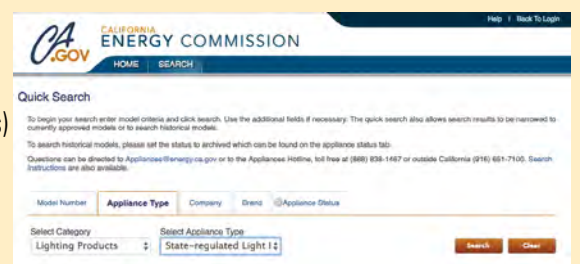 Help | Back To Login
CA
.GOV
CALIFORNIA
ENERGY COMMISSION
HOME SEARCH
Quick Search
s)
To begin your search enter model criteria and click search. Use the additional fields if necessary. The quick search also allows search results to be narrowed to
currently approved models or to search historical models.
To search historical models, please set the status to archived which can be found on the appliance status tab.
Questions can be directed to Appliances@energy.ca.gov or to the Appliances Hotline, toll free at (888) 838-1467 or outside California (916) 651-7100. Search
Instructions are also available.
Model Number Appliance Type Company Brand Appliance Status
Select Category Select Appliance Type
Lighting Products State-regulated Light
Search Clear